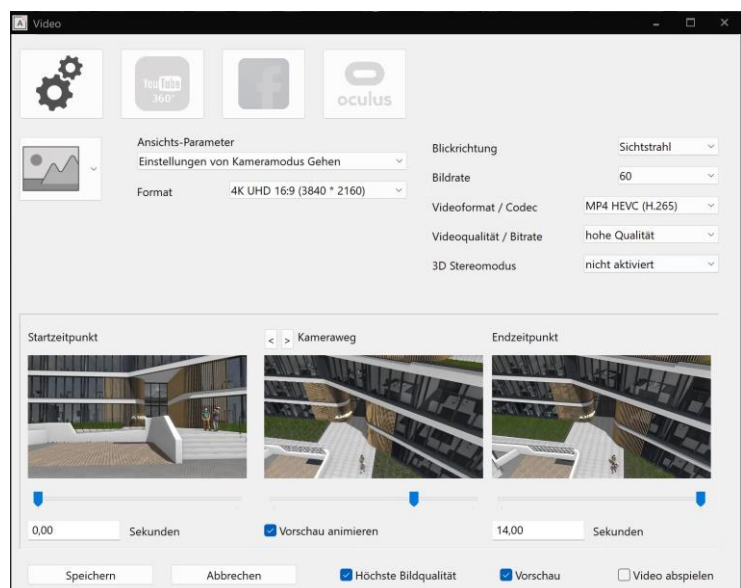 Video
YouTube
360°
oculus
Ansichts-Parameter
Einstellungen von Kameramodus Gehen
Format 4K UHD 16:9 (3840 * 2160)
Blickrichtung Sichtstrahl
Bildrate 60
Videoformat / Codec MP4 HEVC (H.265)
Videoqualität / Bitrate hohe Qualität
3D Stereomodus nicht aktiviert
Startzeitpunkt < > Kameraweg Endzeitpunkt
0,00 Sekunden Vorschau animieren 14,00 Sekunden
Speichern Abbrechen Höchste Bildqualität Vorschau Video abspielen